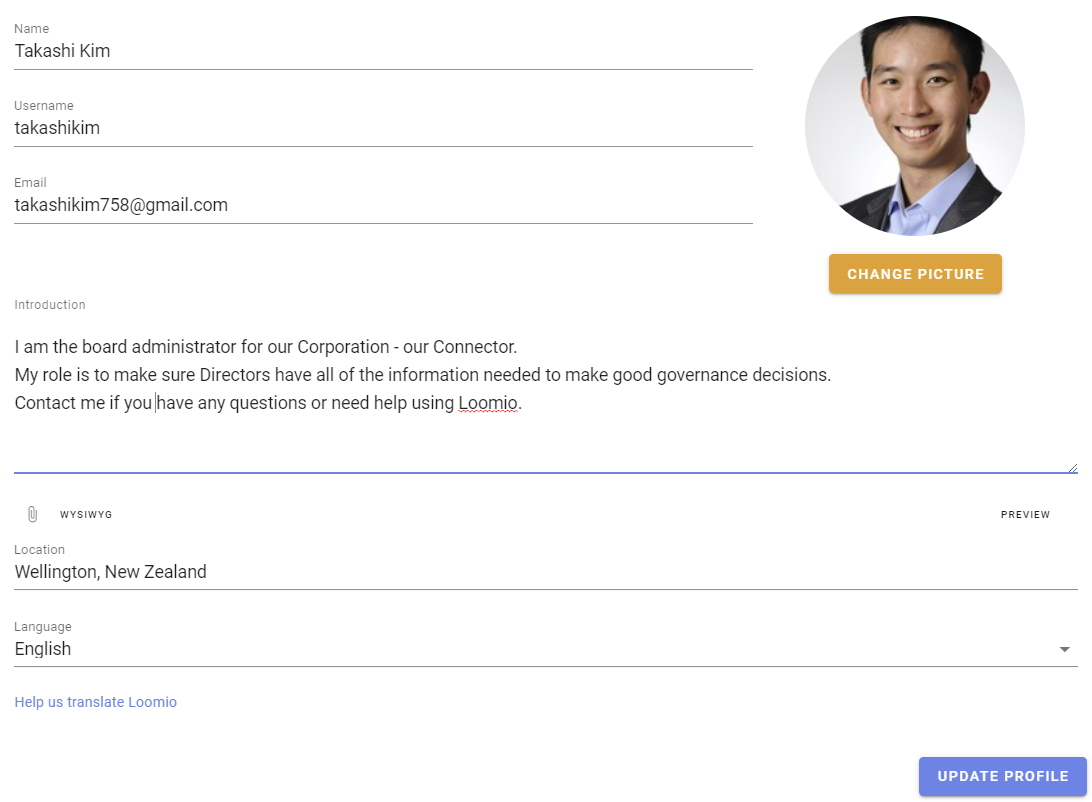 Name
Takashi Kim
Username
takashikim
Email
takashikim758@gmail.com
CHANGE PICTURE
Introduction
I am the board administrator for our Corporation - our Connector.
My role is to make sure Directors have all of the information needed to make good governance decisions.
Contact me if you have any questions or need help using Loomio.
WYSIWYG
PREVIEW
Location
Wellington, New Zealand
Language
English
Help us translate Loomio
UPDATE PROFILE